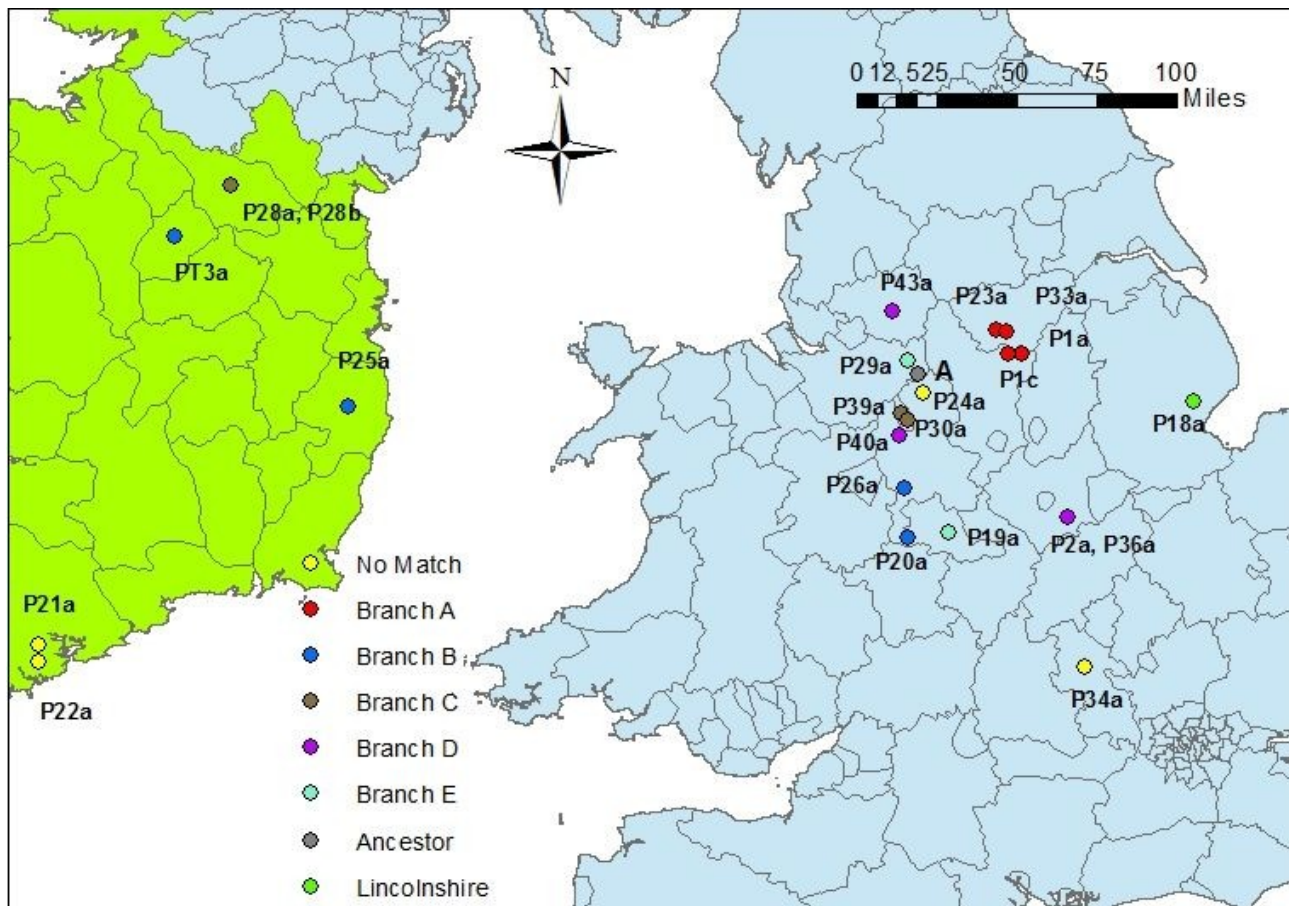 0 12.525 50 75 100
Miles
N
P28a, P28b
PT3a
P25a
P21a
P22a
P43a
P23a
P33a
P1a
P29a
A
P1c
P24a
P39a
P30a
P18a
P40a
P26a
P19a
P2a, P36a
P20a
P34a
No Match
Branch A
Branch B
Branch C
Branch D
Branch E
Ancestor
Lincolnshire